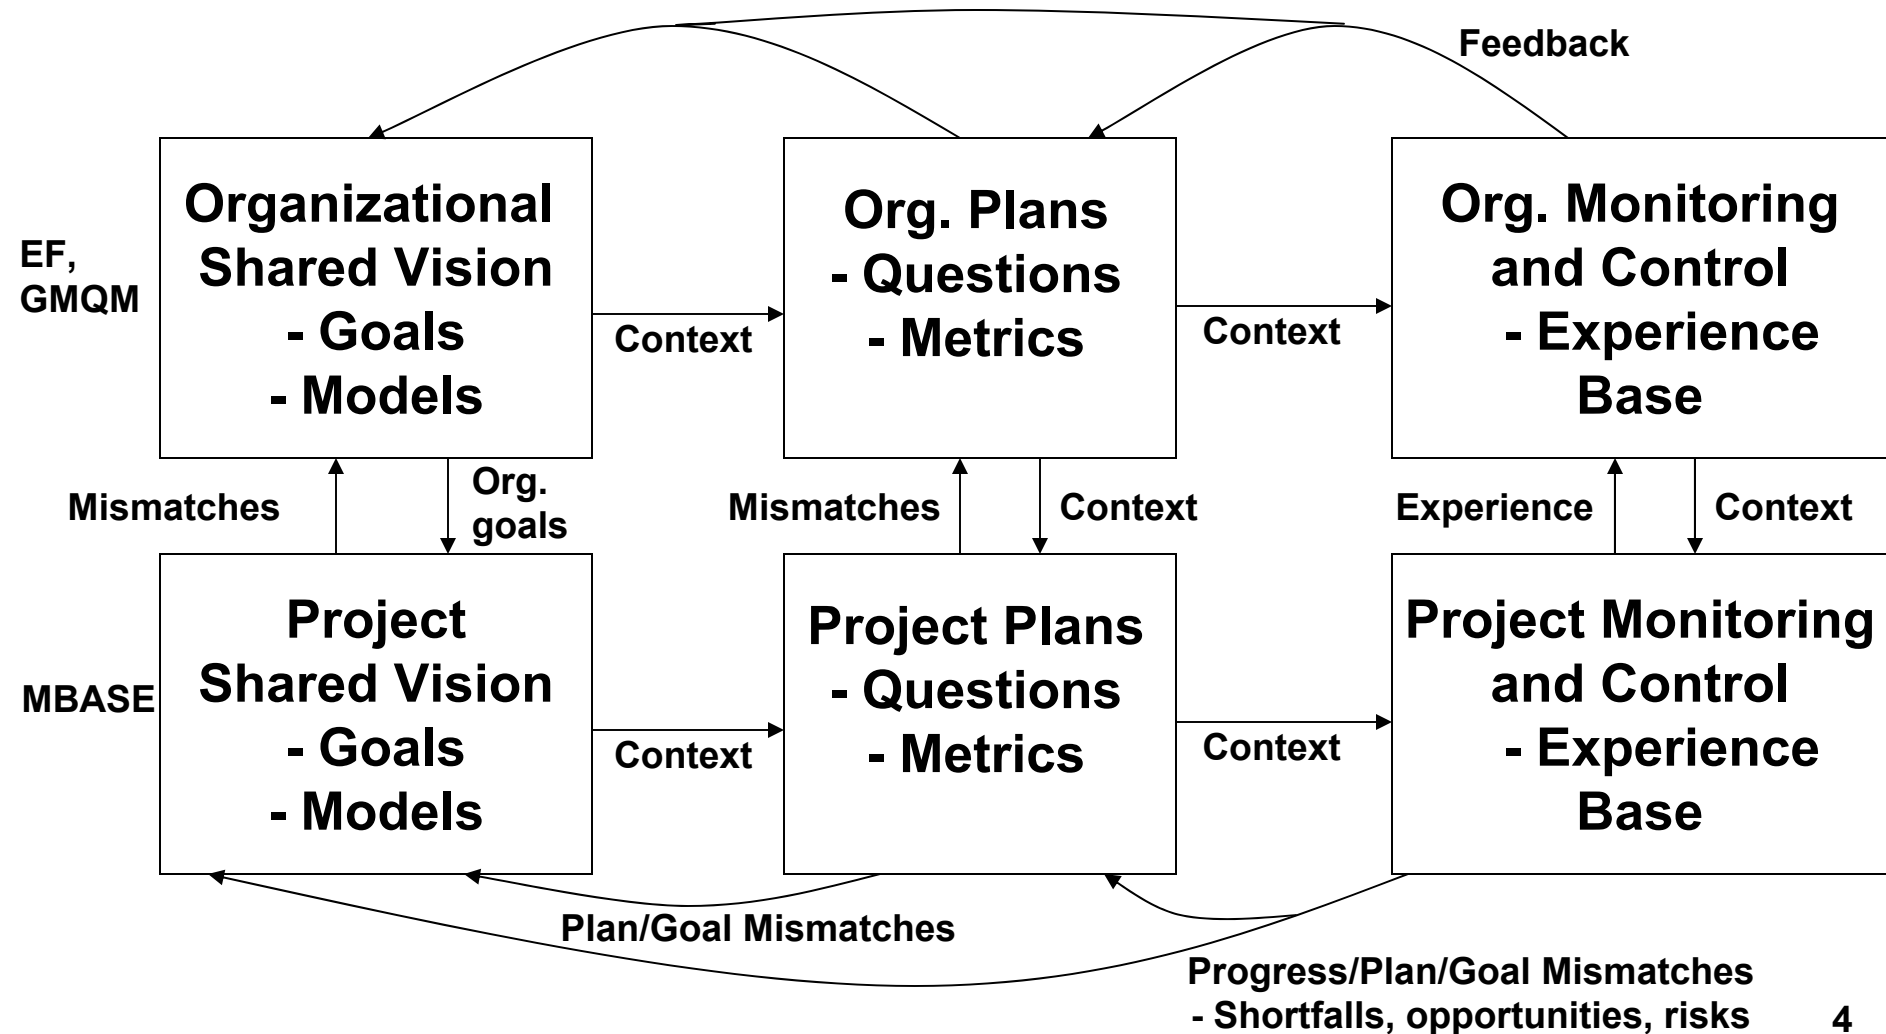 Feedback
EF,
GMQM
Organizational
Shared Vision
- Goals
- Models
Context
Org. Plans
- Questions
- Metrics
Context
Org. Monitoring
and Control
- Experience
Base
Mismatches
Org.
goals
Mismatches
Context
Experience
Context
MBASE
Project
Shared Vision
- Goals
- Models
Context
Project Plans
- Questions
- Metrics
Context
Project Monitoring
and Control
- Experience
Base
Plan/Goal Mismatches
Progress/Plan/Goal Mismatches
- Shortfalls, opportunities, risks
4